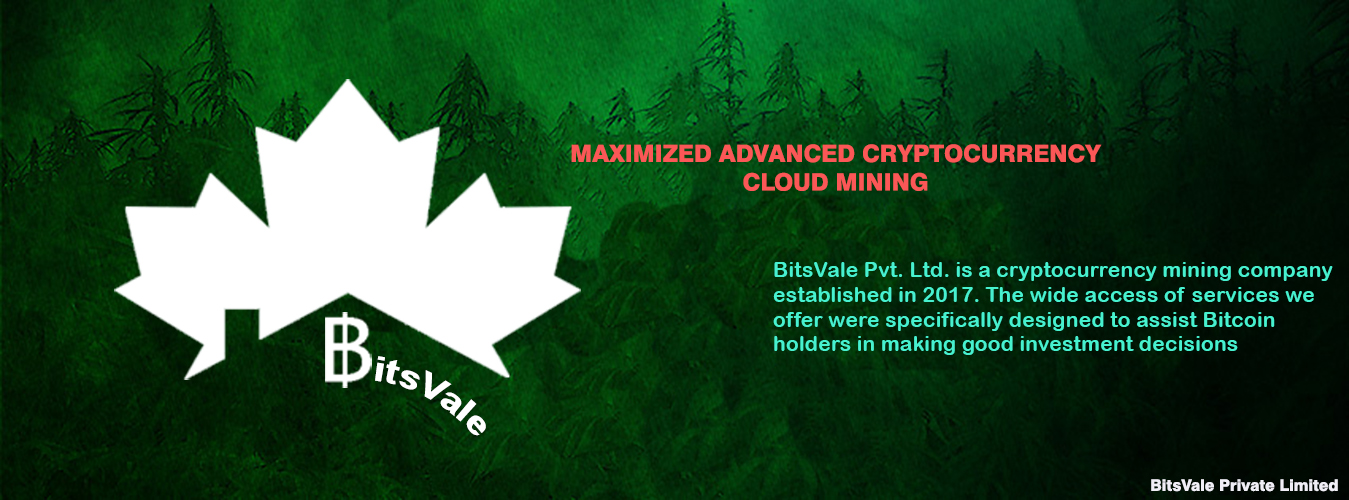 MAXIMIZED ADVANCED CRYPTOCURRENCY
CLOUD MINING
BitsVale Pvt. Ltd. is a cryptocurrency mining company
established in 2017. The wide access of services we
offer were specifically designed to assist Bitcoin
holders in making good investment decisions
BitsVale
BitsVale Private Limited